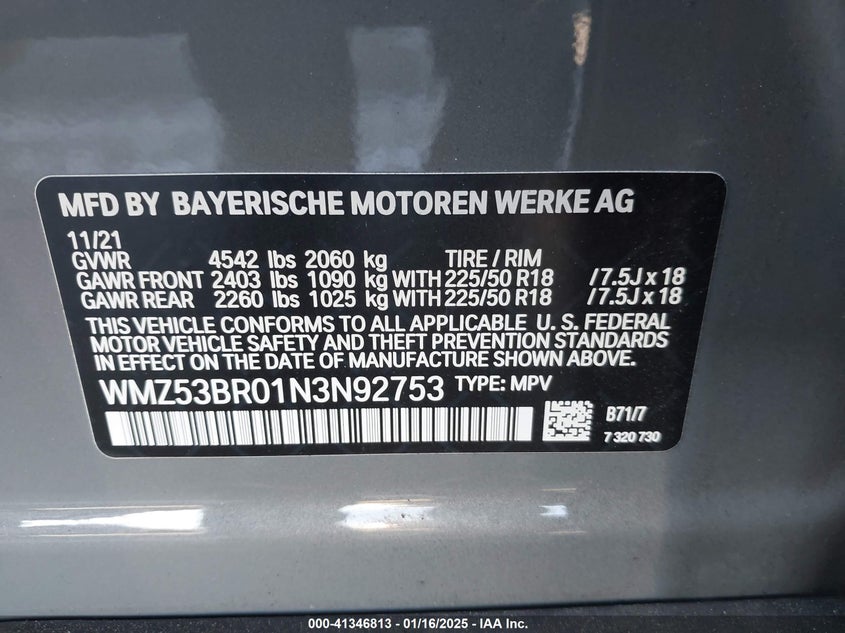 MFD BY BAYERISCHE MOTOREN WERKE AG
11/21
GVWR 4542 lbs 2060 kg TIRE / RIM
GAWR FRONT 2403 lbs 1090 kg WITH 225/50 R18 / 7.5J x 18
GAWR REAR 2260 lbs 1025 kg WITH 225/50 R18 / 7.5J x 18
THIS VEHICLE CONFORMS TO ALL APPLICABLE U. S. FEDERAL
MOTOR VEHICLE SAFETY AND THEFT PREVENTION STANDARDS
IN EFFECT ON THE DATE OF MANUFACTURE SHOWN ABOVE.
WMZ53BR01N3N92753 TYPE: MPV
B71/7
7 320 730
000-41346813 - 01/16/2025 - IAA Inc.